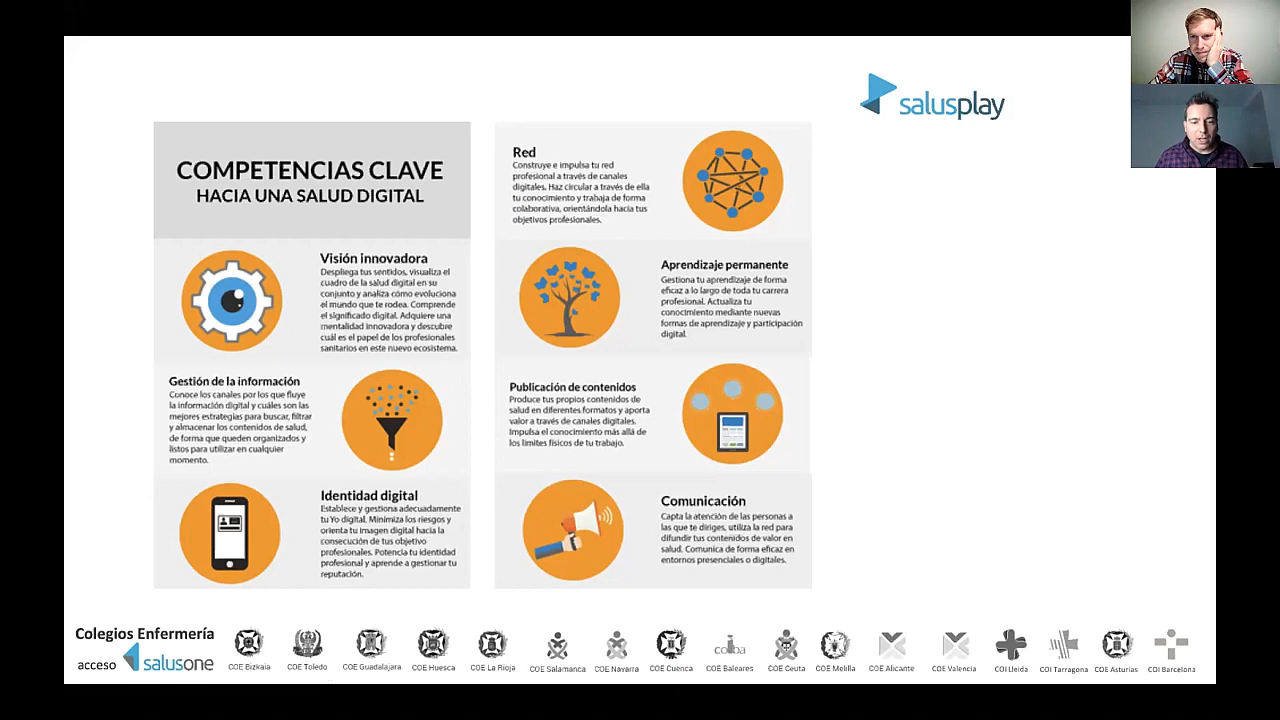 salusplay
COMPETENCIAS CLAVE
HACIA UNA SALUD DIGITAL
Visión innovadora
Despliega tus sentidos, visualiza el
cuadro de la salud digital en su
conjunto y analiza cómo evoluciona
el mundo que te rodea. Comprende
el significado digital. Adquiere una
mentalidad innovadora y descubre
cuál es el papel de los profesionales
sanitarios en este nuevo ecosistema.
Gestión de la información
Conoce los canales por los que fluye
la información digital y cuáles son las
mejores estrategias para buscar, filtrar
y almacenar los contenidos de salud,
de forma que queden organizados y
listos para utilizar en cualquier
momento.
Identidad digital
Establece y gestiona adecuadamente
tu Yo digital. Minimiza los riesgos y
orienta tu imagen digital hacia la
consecución de tus objetivo
profesionales. Potencia tu identidad
profesional y aprende a gestionar tu
reputación.
Red
Construye e impulsa tu red
profesional a través de canales
digitales. Haz circular a través de ella
tu conocimiento y trabaja de forma
colaborativa, orientándola hacia tus
objetivos profesionales.
Aprendizaje permanente
Gestiona tu aprendizaje de forma
eficaz a lo largo de toda tu carrera
profesional. Actualiza tu
conocimiento mediante nuevas
formas de aprendizaje y participación
digital.
Publicación de contenidos
Produce tus propios contenidos de
salud en diferentes formatos y aporta
valor a través de canales digitales.
Impulsa el conocimiento más allá de
los limites físicos de tu trabajo.
Comunicación
Capta la atención de las personas a
las que te diriges, utiliza la red para
difundir tus contenidos de valor en
salud. Comunica de forma eficaz en
entornos presenciales o digitales.
Colegios Enfermería
acceso salusone
COE Bizkaia COE Toledo COE Guadalajara COE Huesca COE La Rioja COE Salamanca COE Navarra COE Cuenca COE Baleares COE Ceuta COE Melilla COE Alicante COE Valencia COI Lleida COI Tarragona COE Asturias COI Barcelona